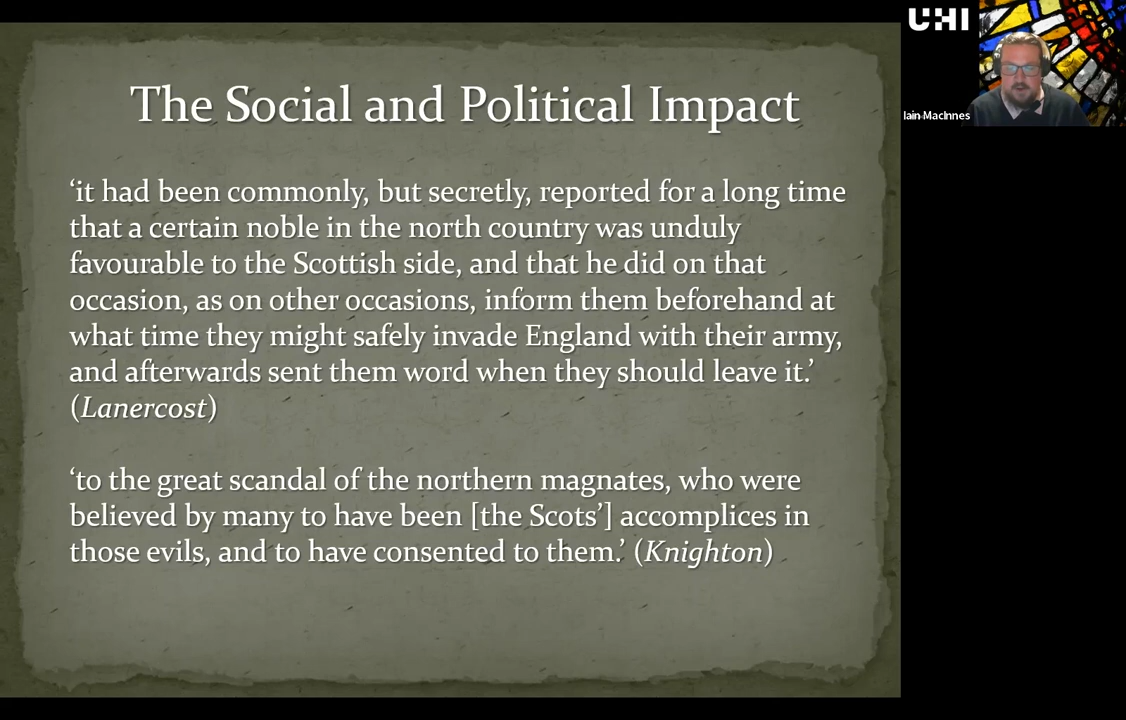 The Social and Political Impact
‘it had been commonly, but secretly, reported for a long time
that a certain noble in the north country was unduly
favourable to the Scottish side, and that he did on that
occasion, as on other occasions, inform them beforehand at
what time they might safely invade England with their army,
and afterwards sent them word when they should leave it.’
(Lanercost)
‘to the great scandal of the northern magnates, who were
believed by many to have been [the Scots’] accomplices in
those evils, and to have consented to them.’ (Knighton)
UHI
Iain MacInnes